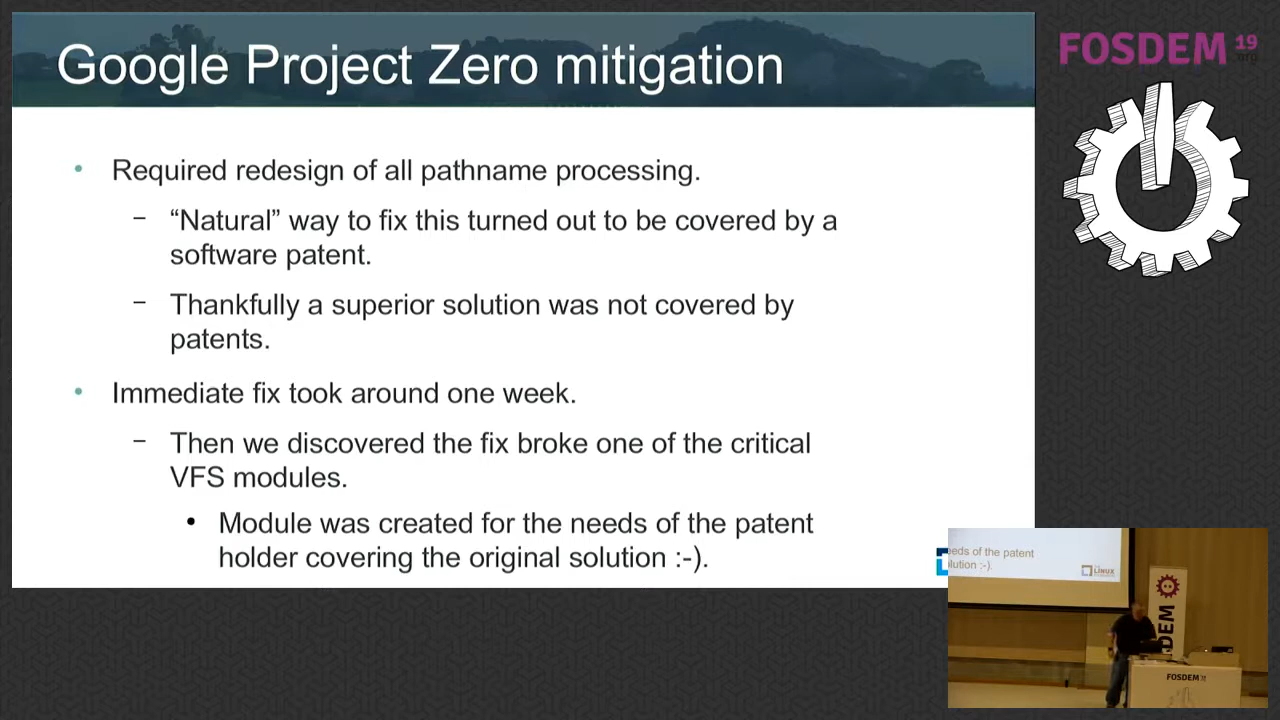 Google Project Zero mitigation
FOSDEM 19
.org
• Required redesign of all pathname processing.
– “Natural” way to fix this turned out to be covered by a
software patent.
– Thankfully a superior solution was not covered by
patents.
• Immediate fix took around one week.
– Then we discovered the fix broke one of the critical
VFS modules.
• Module was created for the needs of the patent
holder covering the original solution :-).
eeds of the patent
lution :-).
LINUX
DEM
FOSDEM